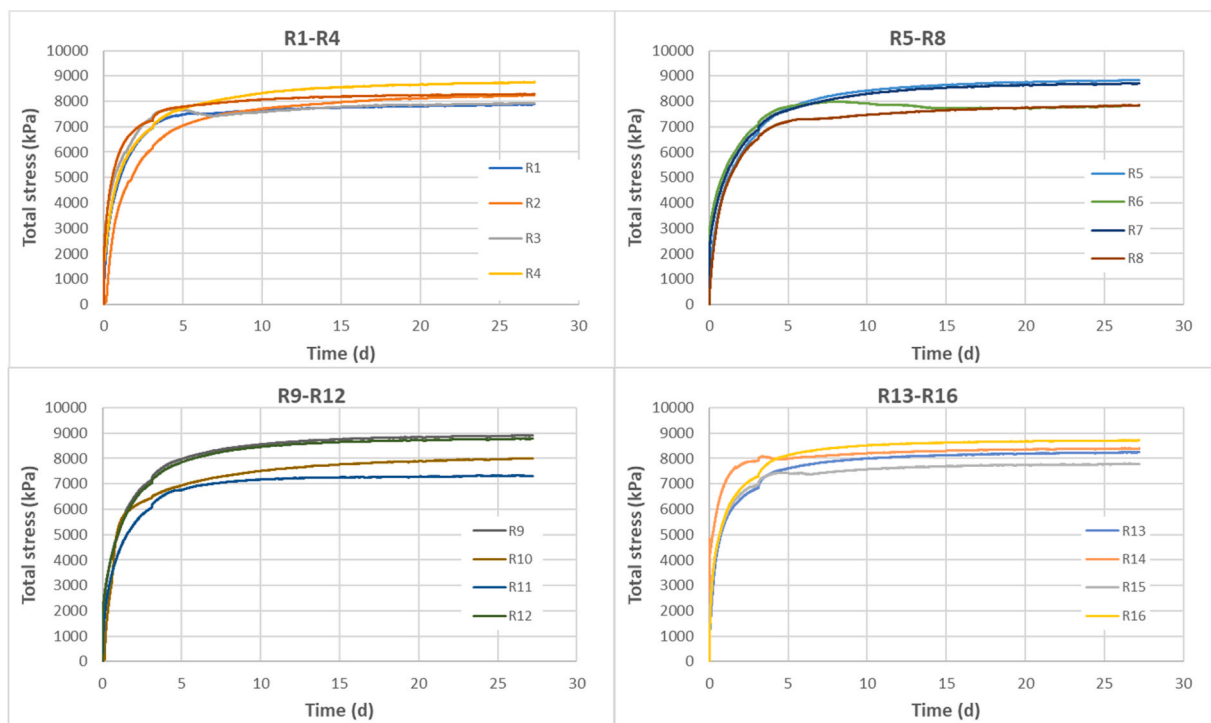 R1-R4
10000
9000
8000
7000
6000
5000
4000
3000
2000
1000
0
Total stress (kPa)
R1
R2
R3
R4
0 5 10 15 20 25 30
Time (d)
R5-R8
10000
9000
8000
7000
6000
5000
4000
3000
2000
1000
0
Total stress (kPa)
R5
R6
R7
R8
0 5 10 15 20 25 30
Time (d)
R9-R12
10000
9000
8000
7000
6000
5000
4000
3000
2000
1000
0
Total stress (kPa)
R9
R10
R11
R12
0 5 10 15 20 25 30
Time (d)
R13-R16
10000
9000
8000
7000
6000
5000
4000
3000
2000
1000
0
Total stress (kPa)
R13
R14
R15
R16
0 5 10 15 20 25 30
Time (d)